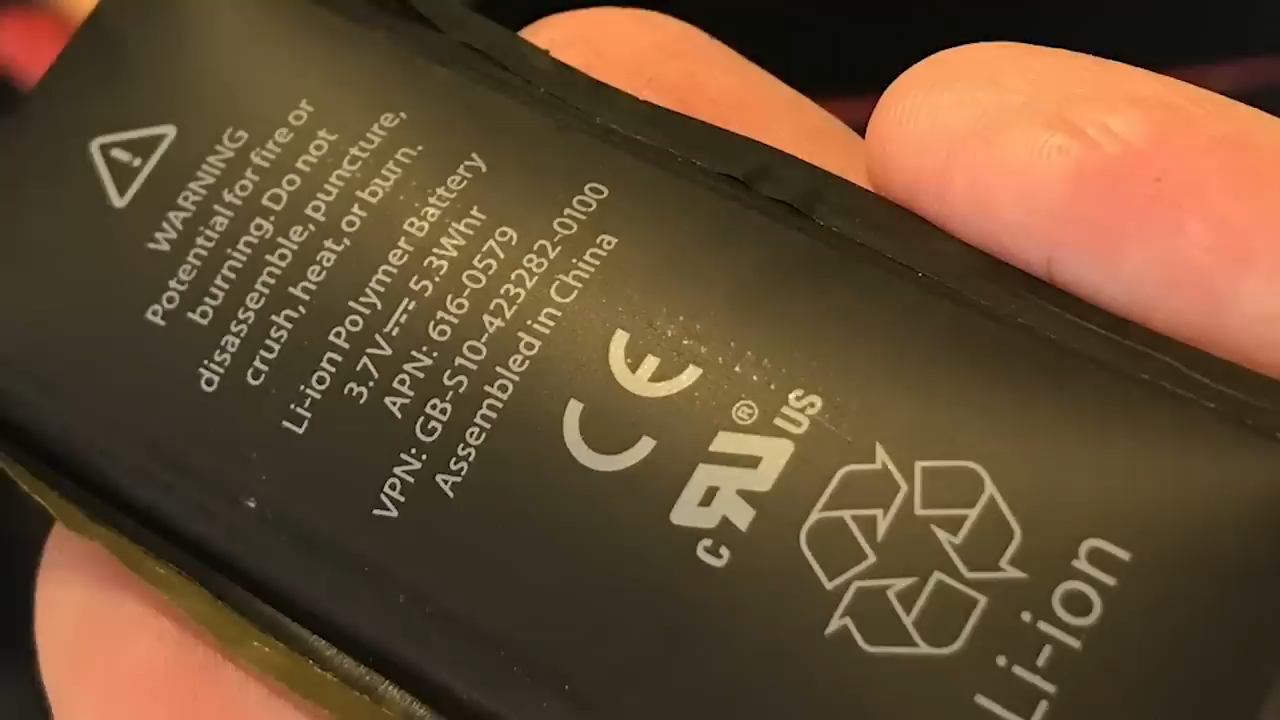 WARNING
Potential for fire or
burning. Do not
disassemble, puncture,
crush, heat, or burn.
Li-ion Polymer Battery
3.7V⎓ 5.3Whr
APN: 616-0579
VPN: GB-S10-423282-0100
Assembled in China
CE
c RU ® US
Li-ion